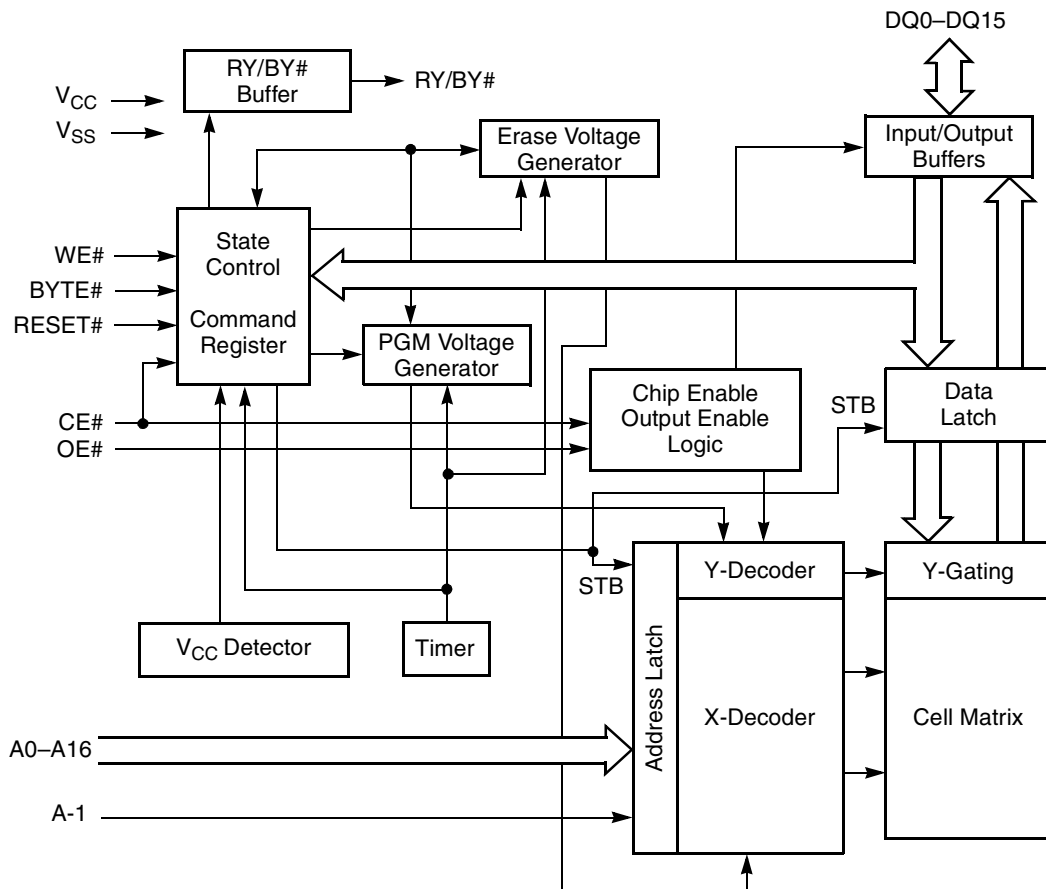 DQ0–DQ15
RY/BY#
Buffer
RY/BY#
VCC
VSS
Erase Voltage
Generator
Input/Output
Buffers
WE#
BYTE#
RESET#
State
Control
Command
Register
PGM Voltage
Generator
CE#
OE#
Chip Enable
Output Enable
Logic
STB
Data
Latch
STB
Y-Decoder
Y-Gating
VCC Detector
Timer
Address Latch
X-Decoder
Cell Matrix
A0–A16
A-1